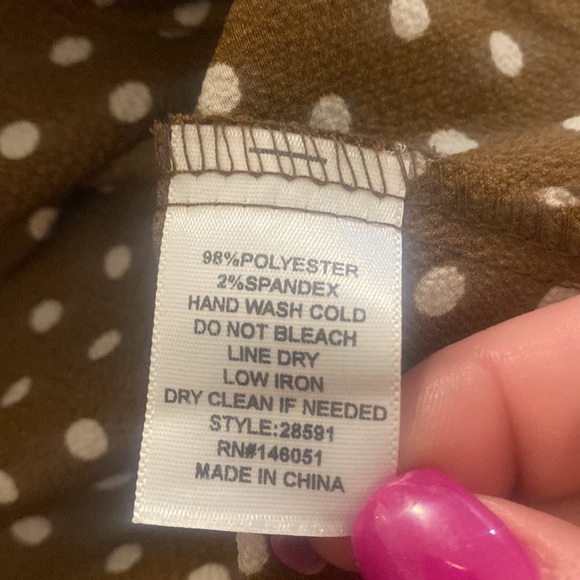 98%POLYESTER
2%SPANDEX
HAND WASH COLD
DO NOT BLEACH
LINE DRY
LOW IRON
DRY CLEAN IF NEEDED
STYLE:28591
RN#146051
MADE IN CHINA